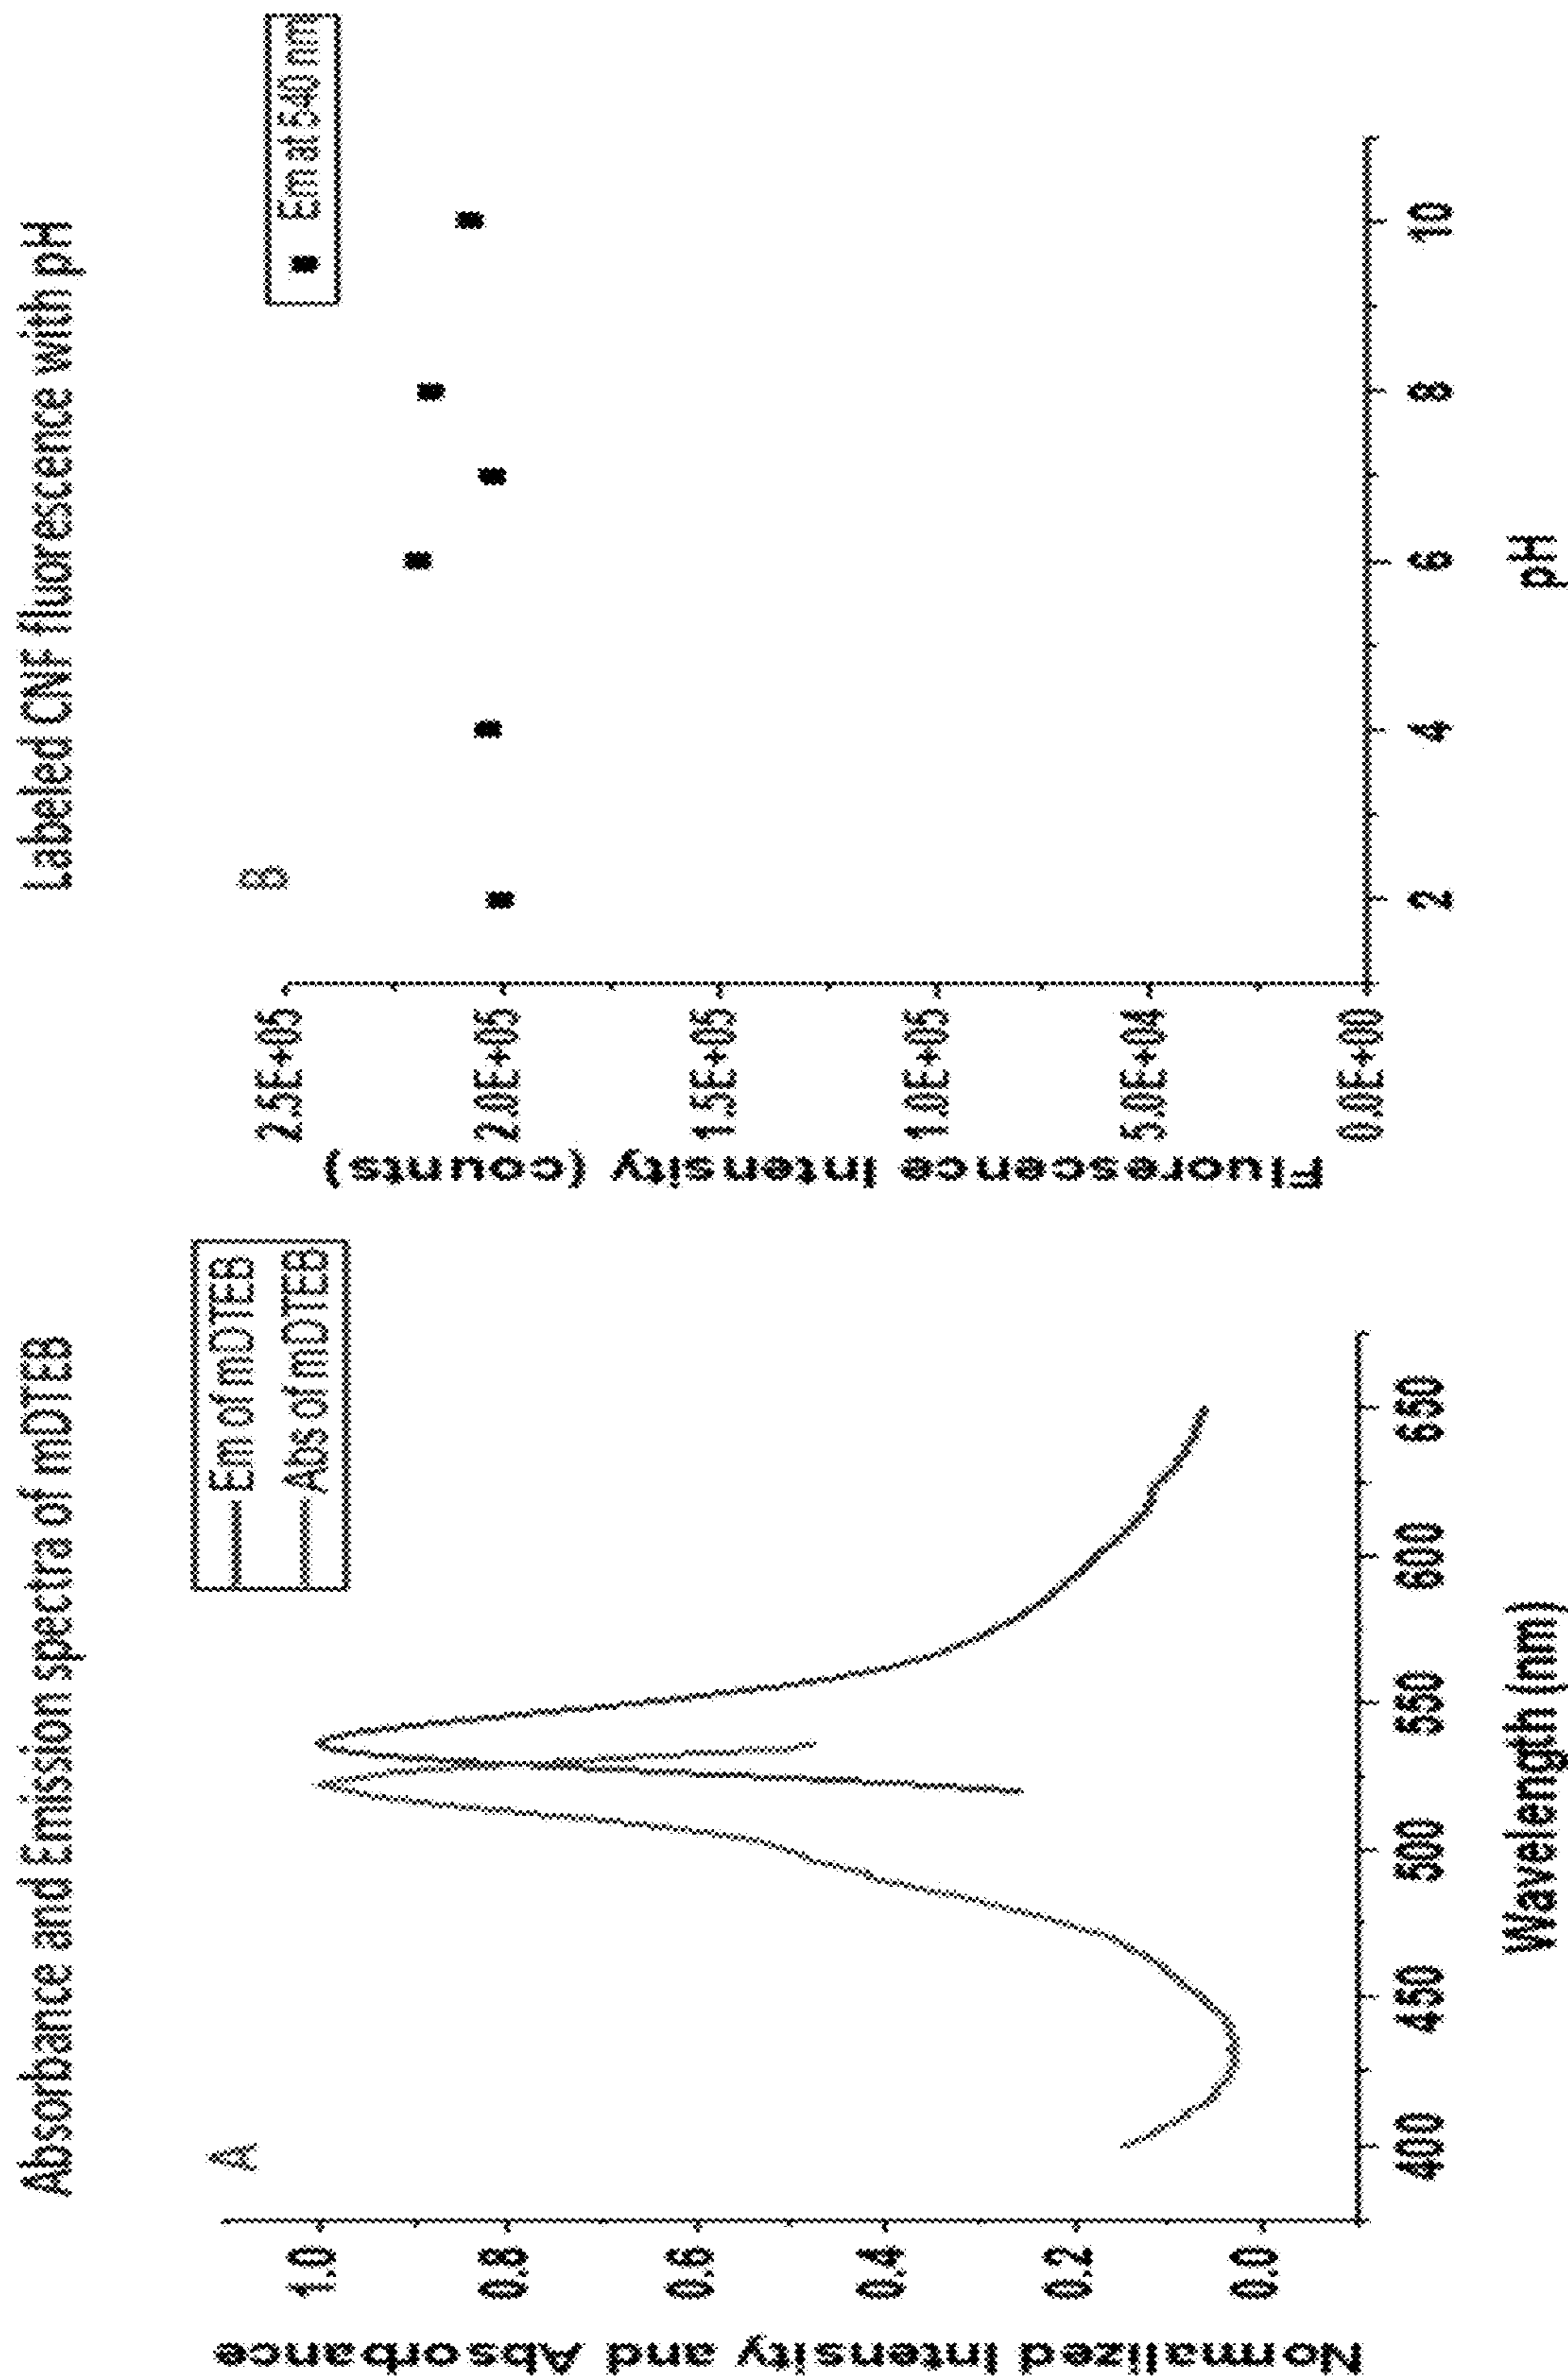 Absorbance and Emission spectra of mDTEB
A
Em of mDTEB
Abs of mDTEB
Normalized Intensity and Absorbance
1.0
0.8
0.6
0.4
0.2
0.0
400 450 500 550 600 650
Wavelength (nm)
Labeled CNF fluorescence with pH
B
Em at 540 nm
Fluorescence Intensity (counts)
2.5E+05
2.0E+05
1.5E+05
1.0E+05
5.0E+04
0.0E+00
2 4 6 8 10
pH